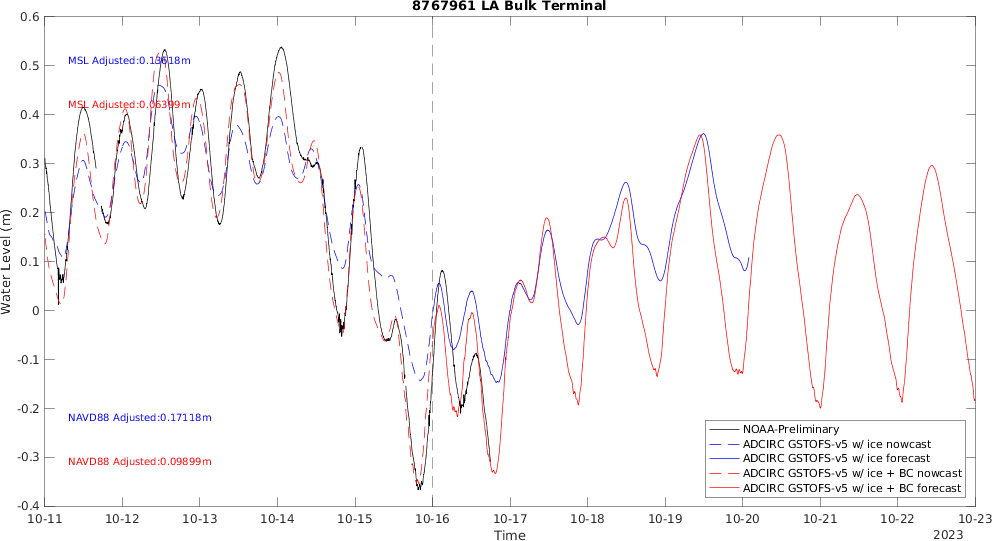 8767961 LA Bulk Terminal
0.6
0.5
0.4
0.3
0.2
0.1
0
-0.1
-0.2
-0.3
-0.4
Water Level (m)
MSL Adjusted:0.13618m
MSL Adjusted:0.06399m
NAVD88 Adjusted:0.17118m
NAVD88 Adjusted:0.09899m
NOAA-Preliminary
ADCIRC GSTOFS-v5 w/ ice nowcast
ADCIRC GSTOFS-v5 w/ ice forecast
ADCIRC GSTOFS-v5 w/ ice + BC nowcast
ADCIRC GSTOFS-v5 w/ ice + BC forecast
10-11 10-12 10-13 10-14 10-15 10-16 10-17 10-18 10-19 10-20 10-21 10-22 10-23
Time
2023